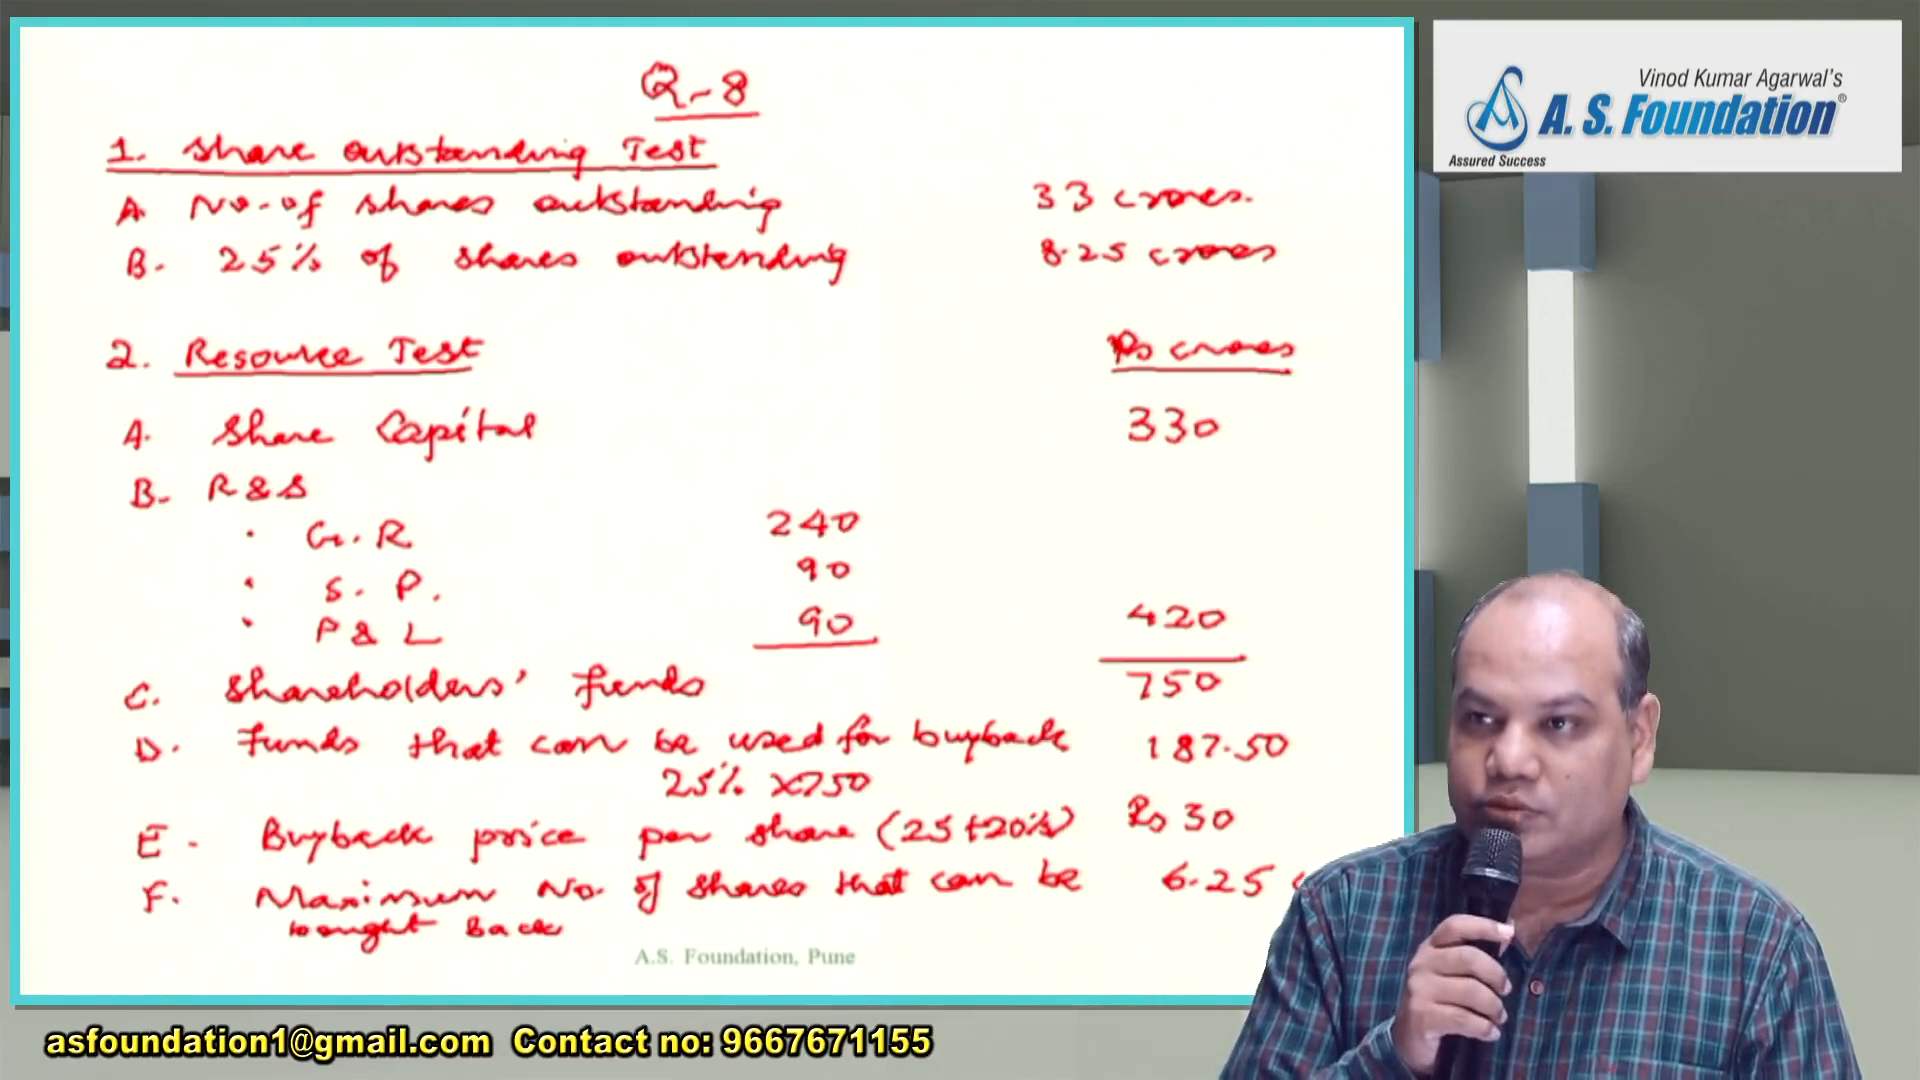 Q-8
Vinod Kumar Agarwal's
A. S. Foundation®
Assured Success
1. Share outstanding Test
A. No. of shares outstanding 33 crores.
B. 25% of shares outstanding 8.25 crores
2. Resource Test Rs crores
A. Share Capital 330
B. R & S
· G.R 240
· S.P. 90
· P & L 90 420
C. Shareholders' funds 750
D. Funds that can be used for buyback 187.50
25% x 750
E. Buyback price per share (25+20%) Rs 30
F. Maximum No. of shares that can be 6.25
bought Back
A.S. Foundation, Pune
asfoundation1@gmail.com Contact no: 9667671155